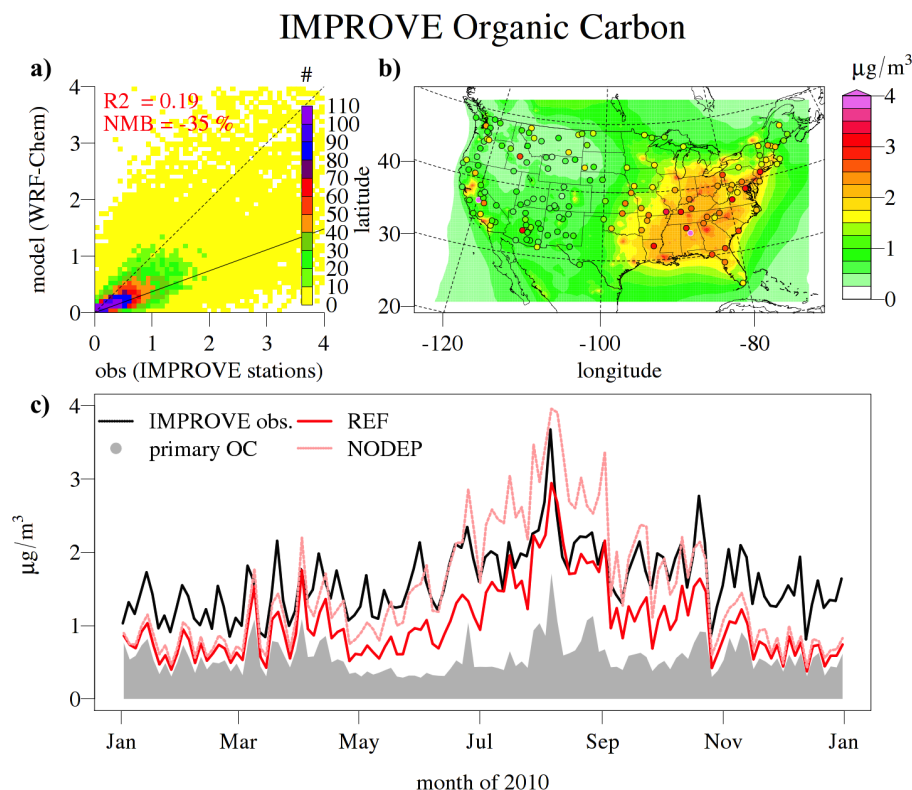 IMPROVE Organic Carbon
a)
#
b)
µg/m³
R2 = 0.19
NMB = -35 %
model (WRF-Chem)
4
3
2
1
0
0 1 2 3 4
obs (IMPROVE stations)
110
100
90
80
70
60
50
40
30
20
10
0
latitude
40
30
20
-120 -100 -80
longitude
4
3
2
1
0
c)
IMPROVE obs.
REF
primary OC
NODEP
µg/m³
4
3
2
1
0
Jan Mar May Jul Sep Nov Jan
month of 2010